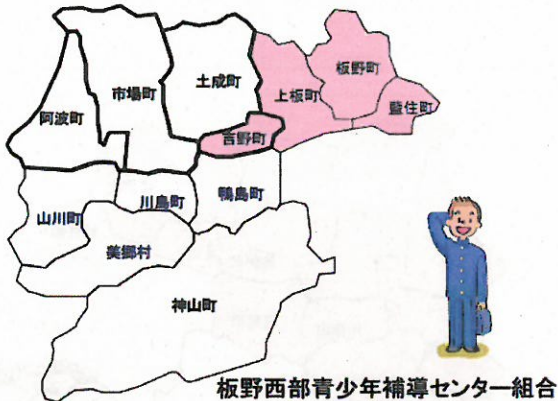 板野町
土成町
上板町
市場町
藍住町
阿波町
吉野町
川島町
鴨島町
山川町
美郷村
神山町
板野西部青少年補導センター組合